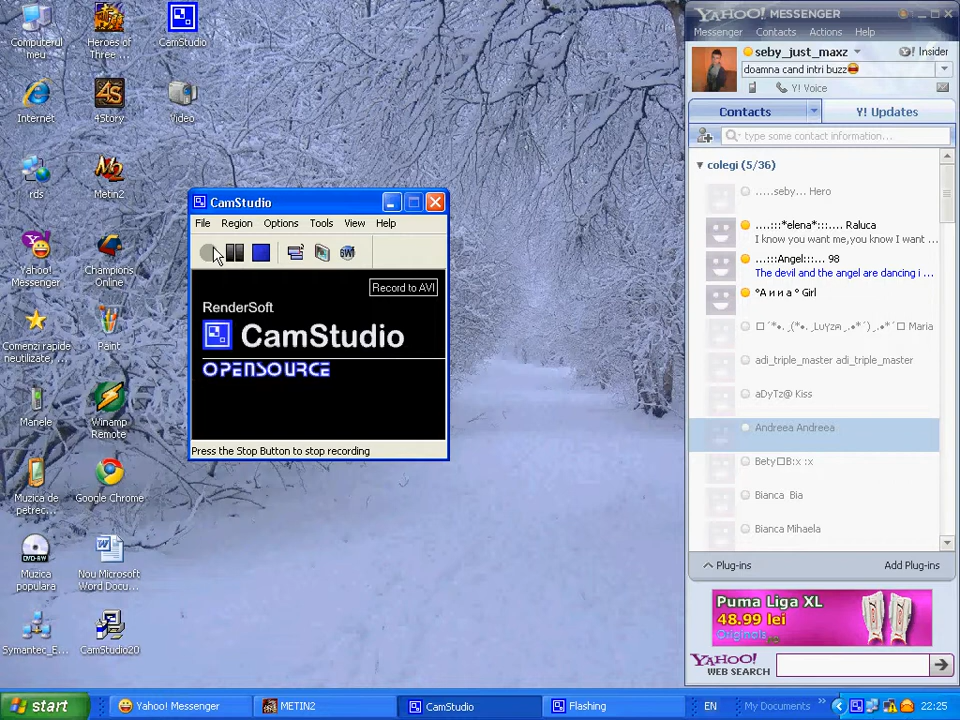 Computerul meu
Heroes of Three ...
CamStudio
Internet
4Story
Video
rds
Metin2
Yahoo! Messenger
Champions Online
Comenzi rapide neutilizate, ...
Paint
Manele
Winamp Remote
Muzica de petrec...
Google Chrome
Muzica populara
Nou Microsoft Word Docu...
Symantec_E...
CamStudio20
CamStudio
File Region Options Tools View Help
Record to AVI
RenderSoft
CamStudio
OPENSOURCE
Press the Stop Button to stop recording
YAHOO! MESSENGER
Messenger Contacts Actions Help
seby_just_maxz
Y! Insider
doamna cand intri buzz
Y! Voice
Contacts
Y! Updates
type some contact information...
colegi (5/36)
.....seby... Hero
....:::*elena*:::.... Raluca
I know you want me,you know I want ...
...:::Angel:::... 98
The devil and the angel are dancing i ...
°А и и а ° Girl
Maria
adi_triple_master adi_triple_master
aDyTz@ Kiss
Andreea Andreea
Bety□B:x :x
Bianca Bia
Bianca Mihaela
Plug-ins
Add Plug-ins
Puma Liga XL
48.99 lei
Originals...
YAHOO!
WEB SEARCH
start
Yahoo! Messenger
METIN2
CamStudio
Flashing
EN
My Documents
22:25